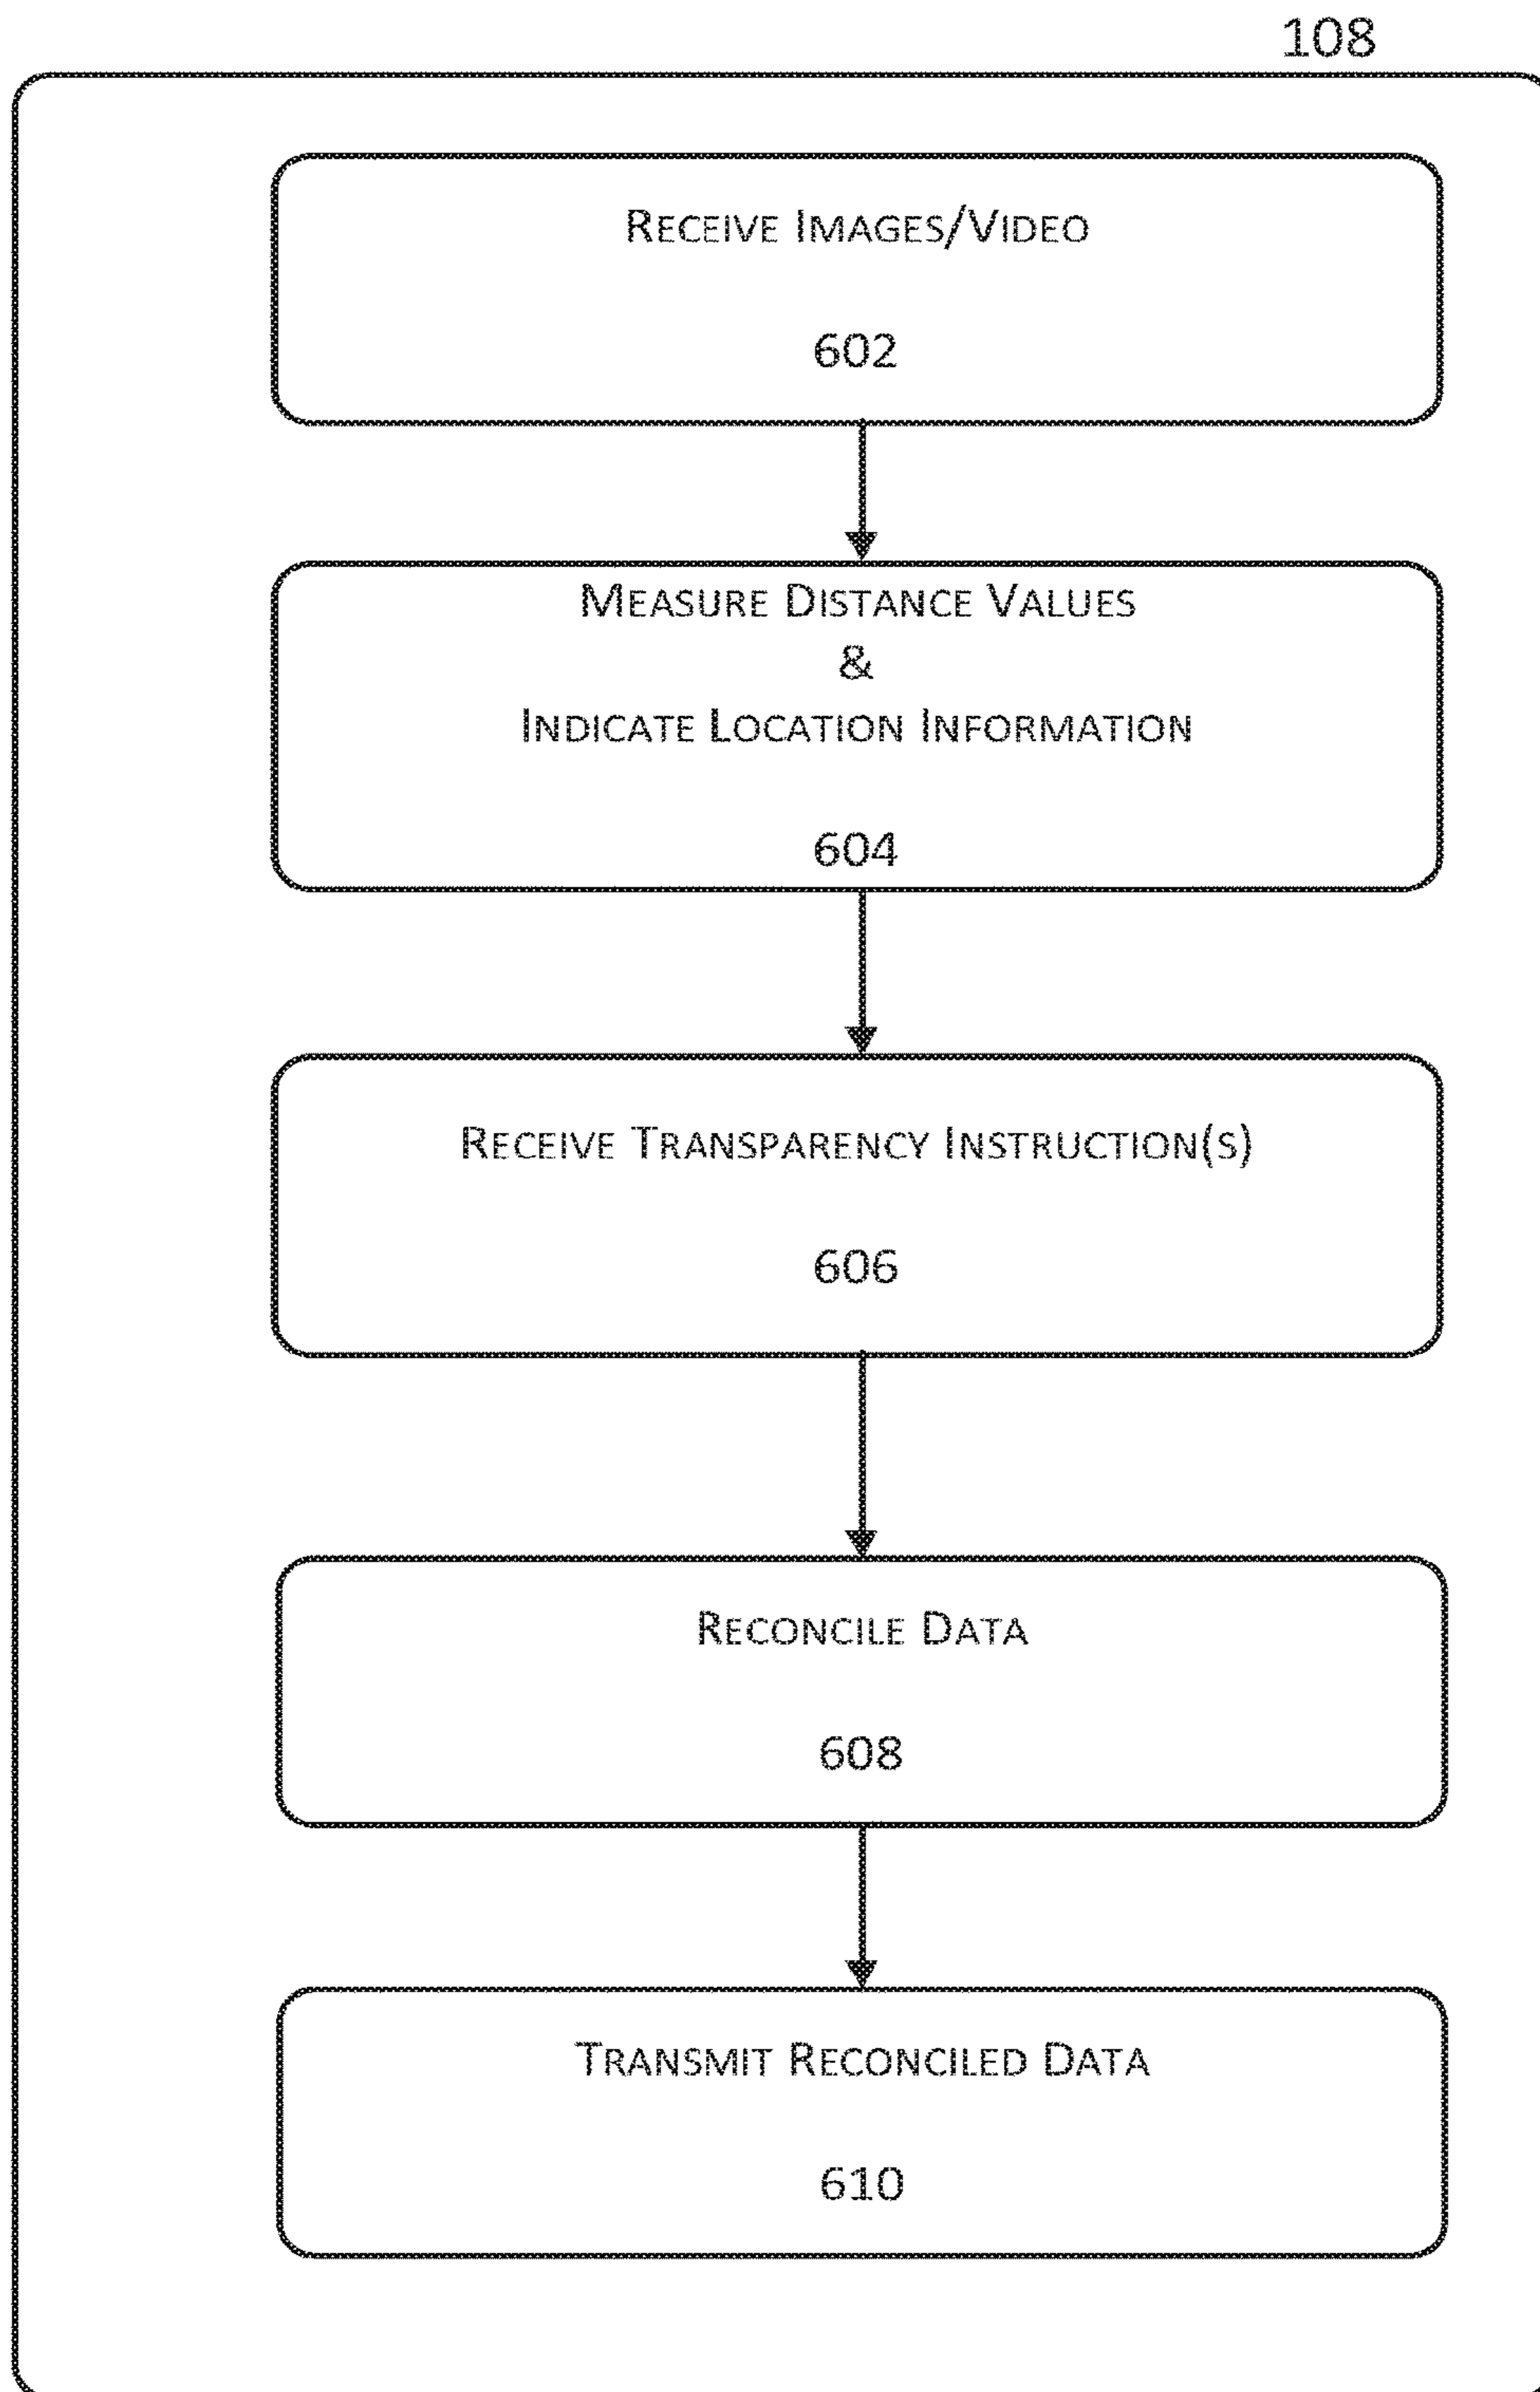 108
RECEIVE IMAGES/VIDEO
602
MEASURE DISTANCE VALUES
&
INDICATE LOCATION INFORMATION
604
RECEIVE TRANSPARENCY INSTRUCTION(S)
606
RECONCILE DATA
608
TRANSMIT RECONCILED DATA
610